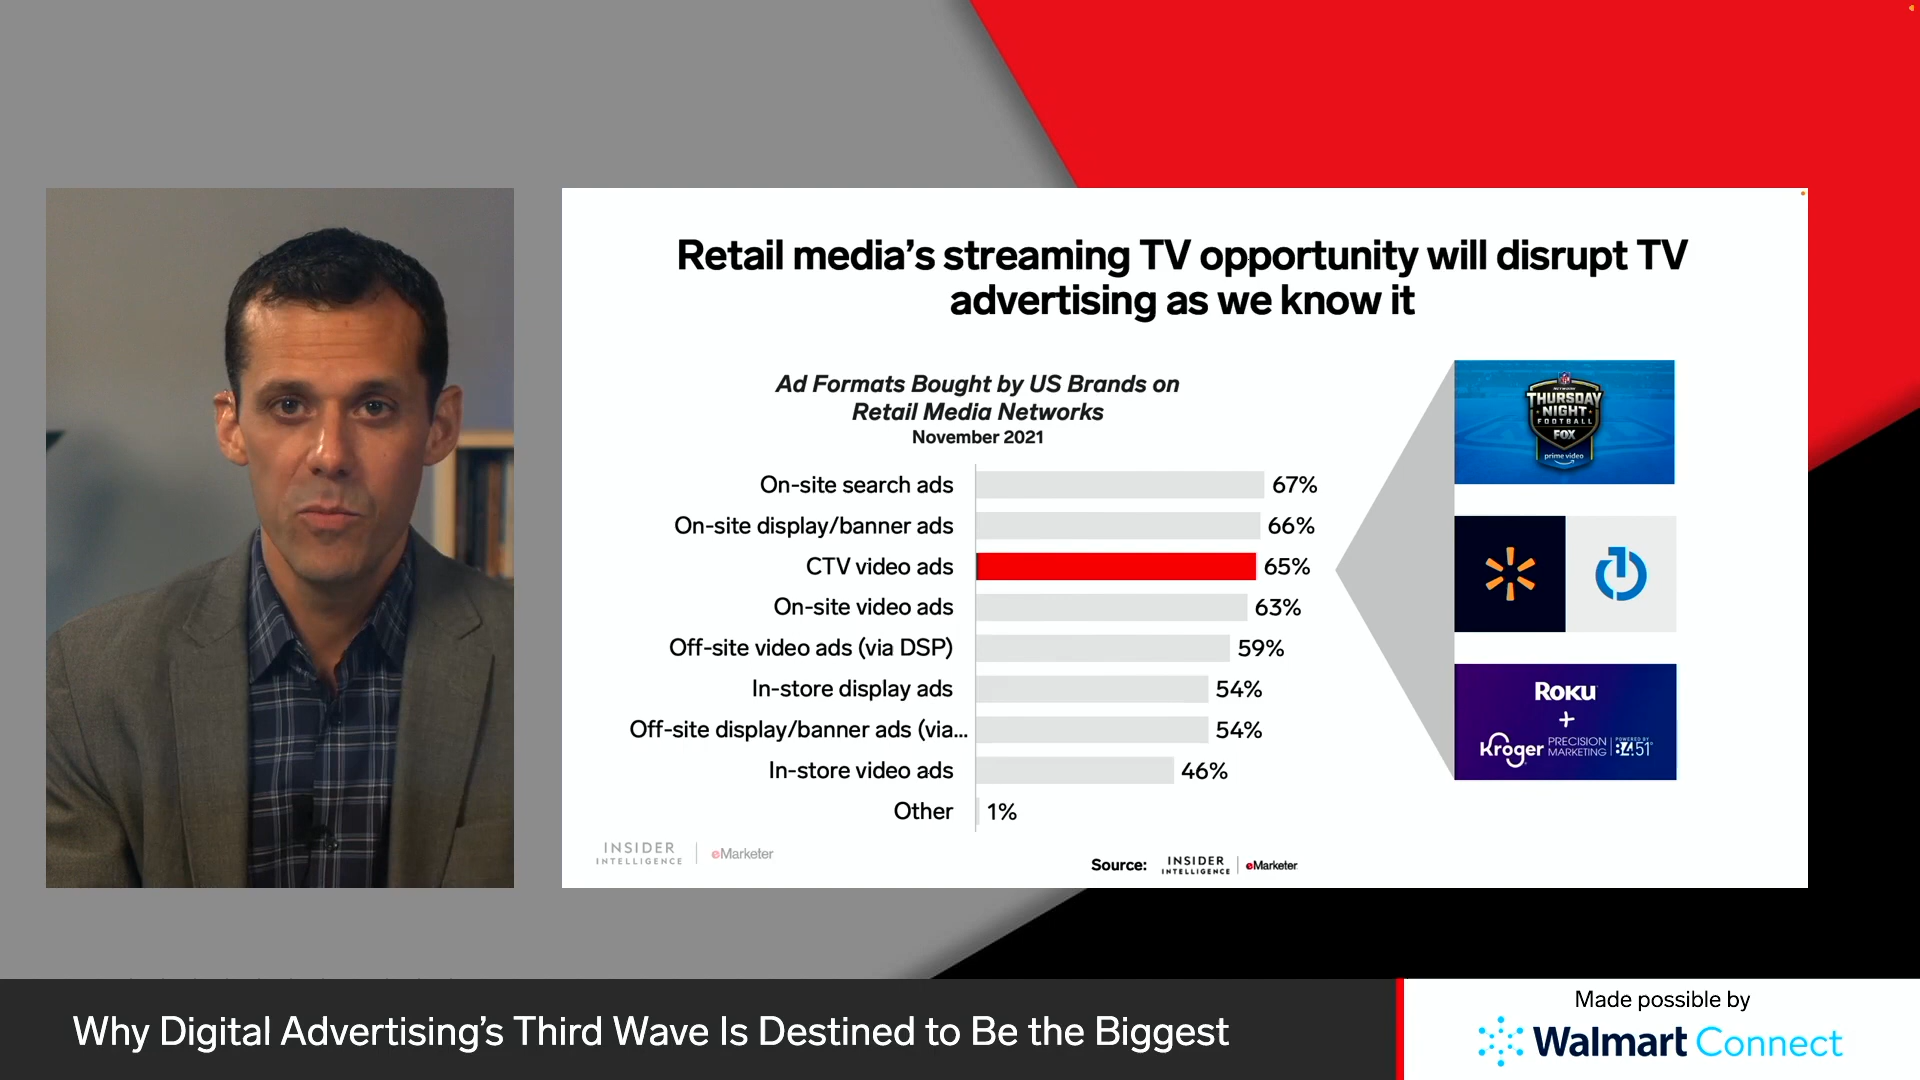 Retail media’s streaming TV opportunity will disrupt TV
advertising as we know it
Ad Formats Bought by US Brands on
Retail Media Networks
November 2021
On-site search ads 67%
On-site display/banner ads 66%
CTV video ads 65%
On-site video ads 63%
Off-site video ads (via DSP) 59%
In-store display ads 54%
Off-site display/banner ads (via... 54%
In-store video ads 46%
Other 1%
NFL
NETWORK
THURSDAY
NIGHT
FOOTBALL
FOX
prime video
ROKU
+
Kroger PRECISION MARKETING | POWERED BY 84.51°
INSIDER
INTELLIGENCE | eMarketer
Source: INSIDER
INTELLIGENCE | eMarketer
Why Digital Advertising’s Third Wave Is Destined to Be the Biggest
Made possible by
Walmart Connect